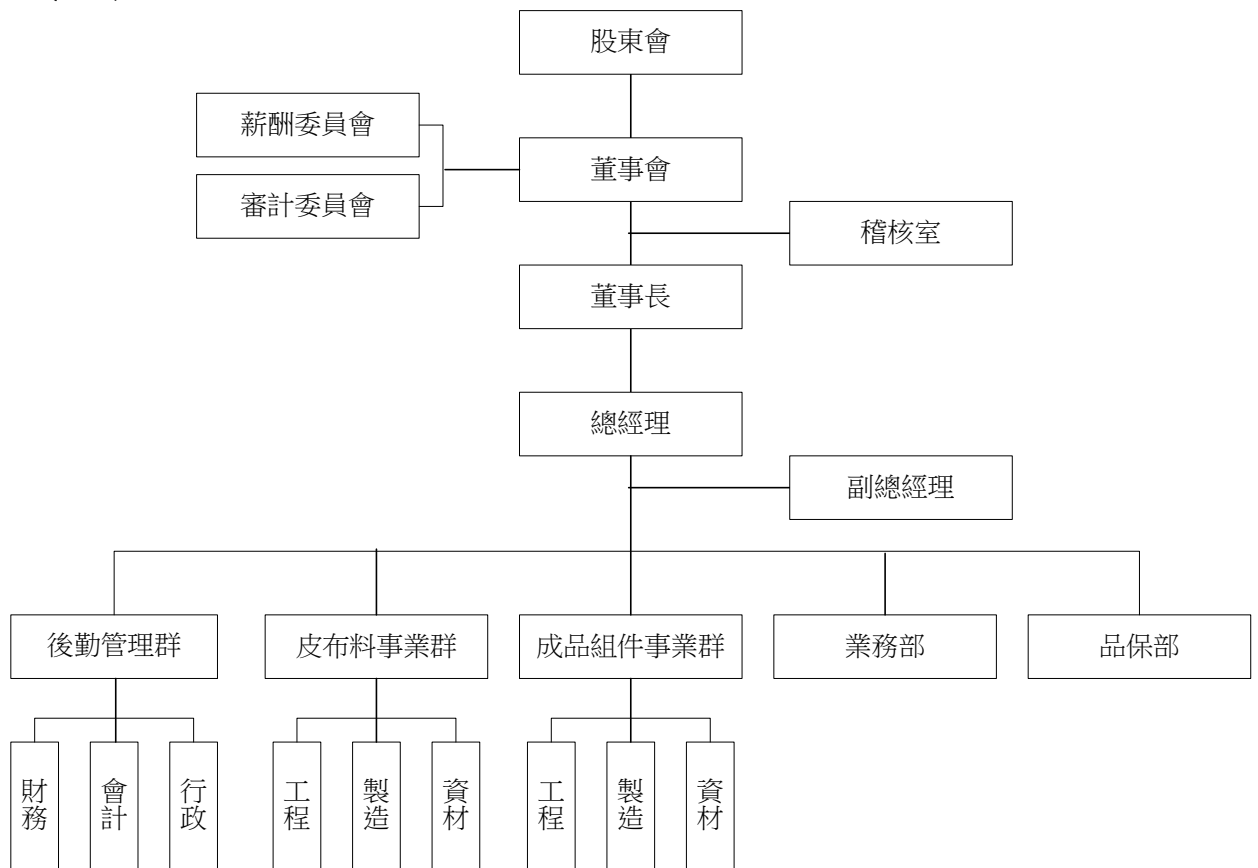 股東會
薪酬委員會
董事會
審計委員會
稽核室
董事長
總經理
副總經理
後勤管理群
皮布料事業群
成品組件事業群
業務部
品保部
財務
會計
行政
工程
製造
資材
工程
製造
資材